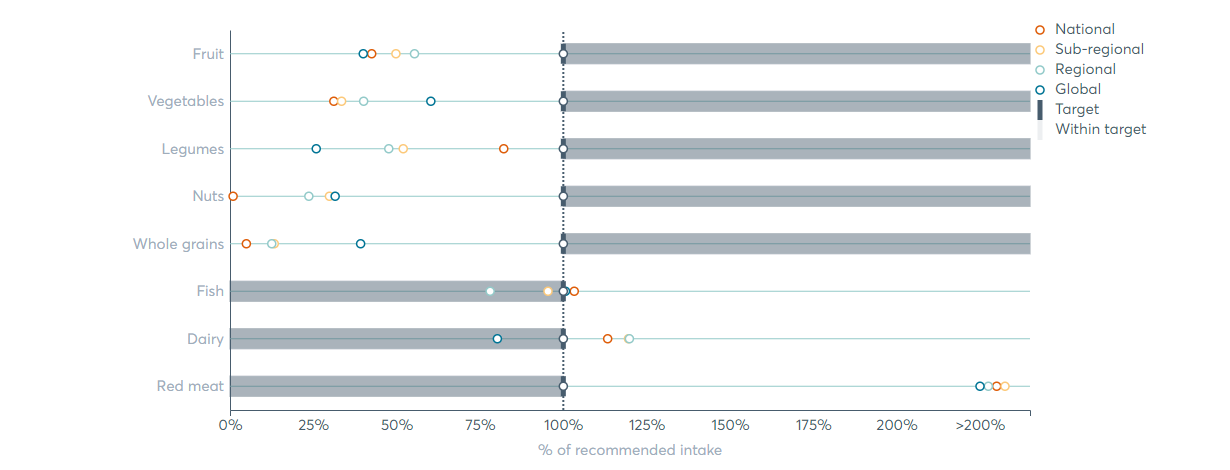 National
Sub-regional
Regional
Global
Target
Within target
Fruit
Vegetables
Legumes
Nuts
Whole grains
Fish
Dairy
Red meat
0% 25% 50% 75% 100% 125% 150% 175% 200% >200%
% of recommended intake